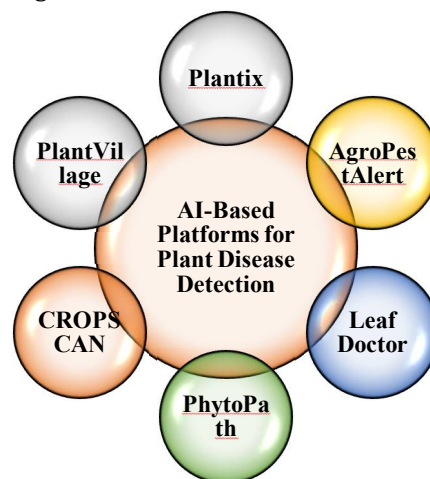 Plantix
PlantVil
lage
AgroPes
tAlert
AI-Based
Platforms for
Plant Disease
Detection
CROPS
CAN
Leaf
Doctor
PhytoPa
th